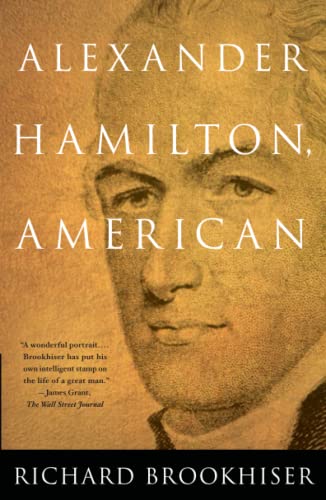 ALEXANDER
HAMILTON,
AMERICAN
“A wonderful portrait....
Brookhiser has put his
own intelligent stamp on
the life of a great man.”
—James Grant,
The Wall Street Journal
RICHARD BROOKHISER